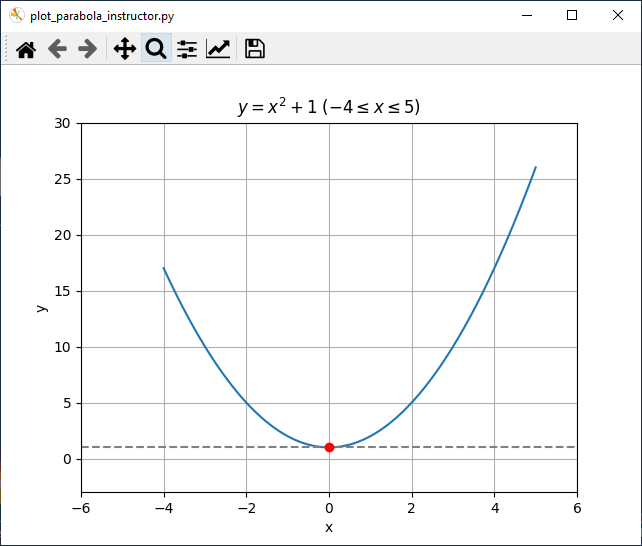 plot_parabola_instructor.py
y = x² + 1 (−4 ≤ x ≤ 5)
30
25
20
15
10
5
0
y
−6 −4 −2 0 2 4 6
x